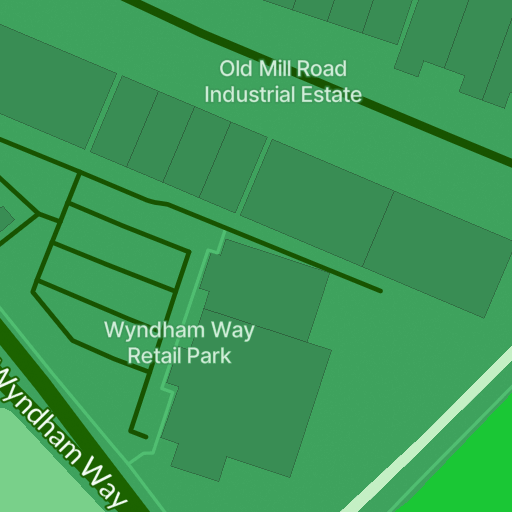 Old Mill Road
Industrial Estate
Wyndham Way
Retail Park
Wyndham Way